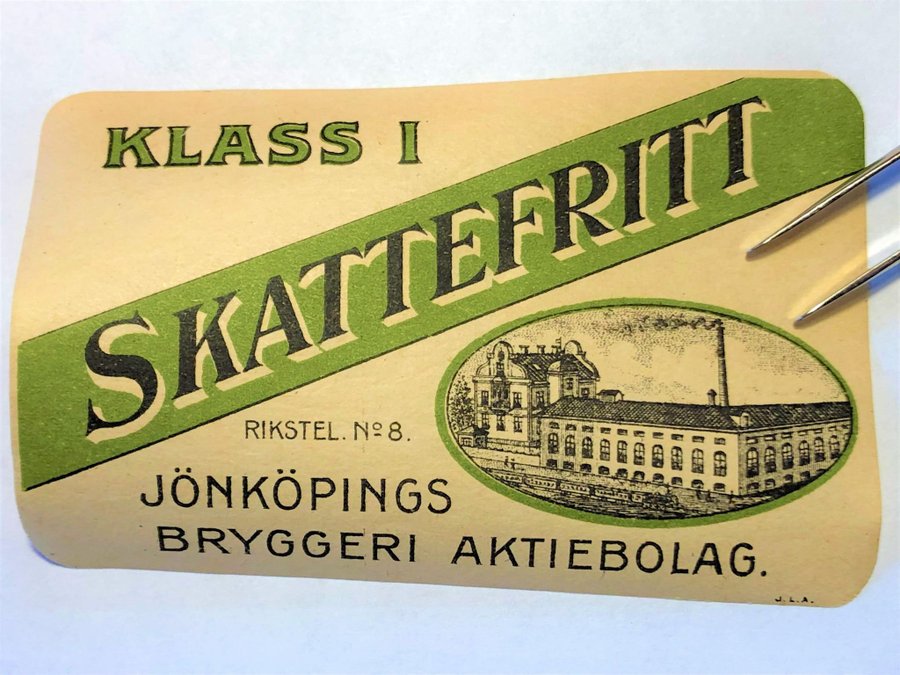 KLASS I
SKATTEFRITT
RIKSTEL. Nº 8.
JÖNKÖPINGS
BRYGGERI AKTIEBOLAG.
J. L. A.